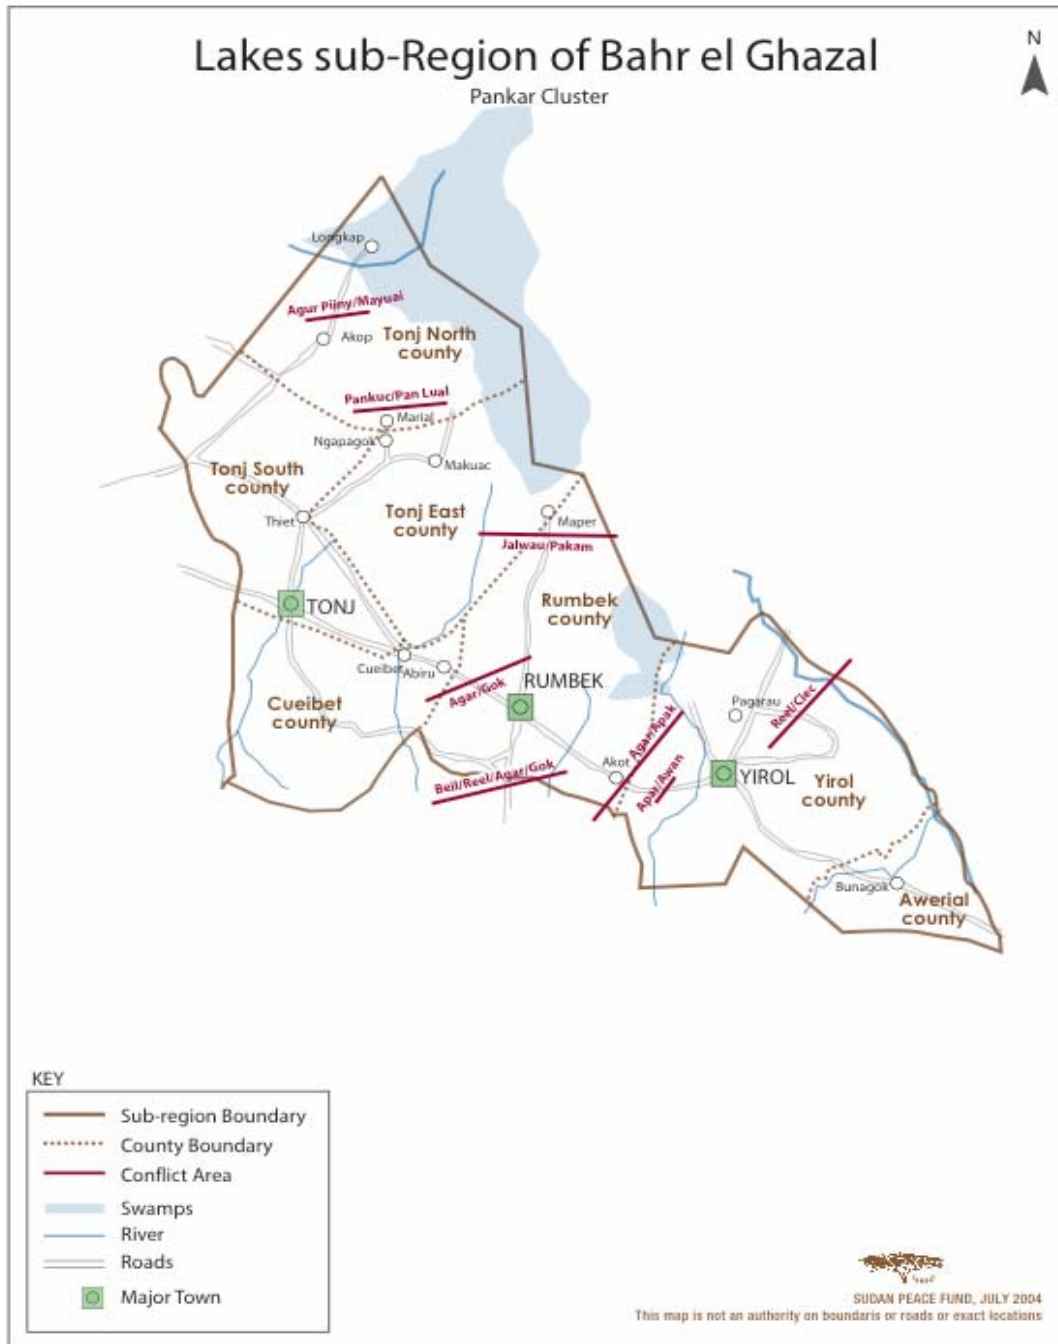 Lakes sub-Region of Bahr el Ghazal
Pankar Cluster
N
Longkap
Agur Piiny/Mayuai
Akop
Tonj North
county
Pankuc/Pan Lual
Marial
Ngapagok
Makuac
Tonj South
county
Tonj East
county
Thiet
Maper
Jalwau/Pakam
TONJ
Rumbek
county
Cueibet
Abiru
Agar/Gok
RUMBEK
Cueibet
county
Pagarau
Reel/Ciec
Agar/Apak
Akot
Apar/Awan
Beil/Reel/Agar/Gok
YIROL
Yirol
county
Bunagok
Awerial
county
KEY
Sub-region Boundary
County Boundary
Conflict Area
Swamps
River
Roads
Major Town
SUDAN PEACE FUND, JULY 2004
This map is not an authority on boundaris or roads or exact locations